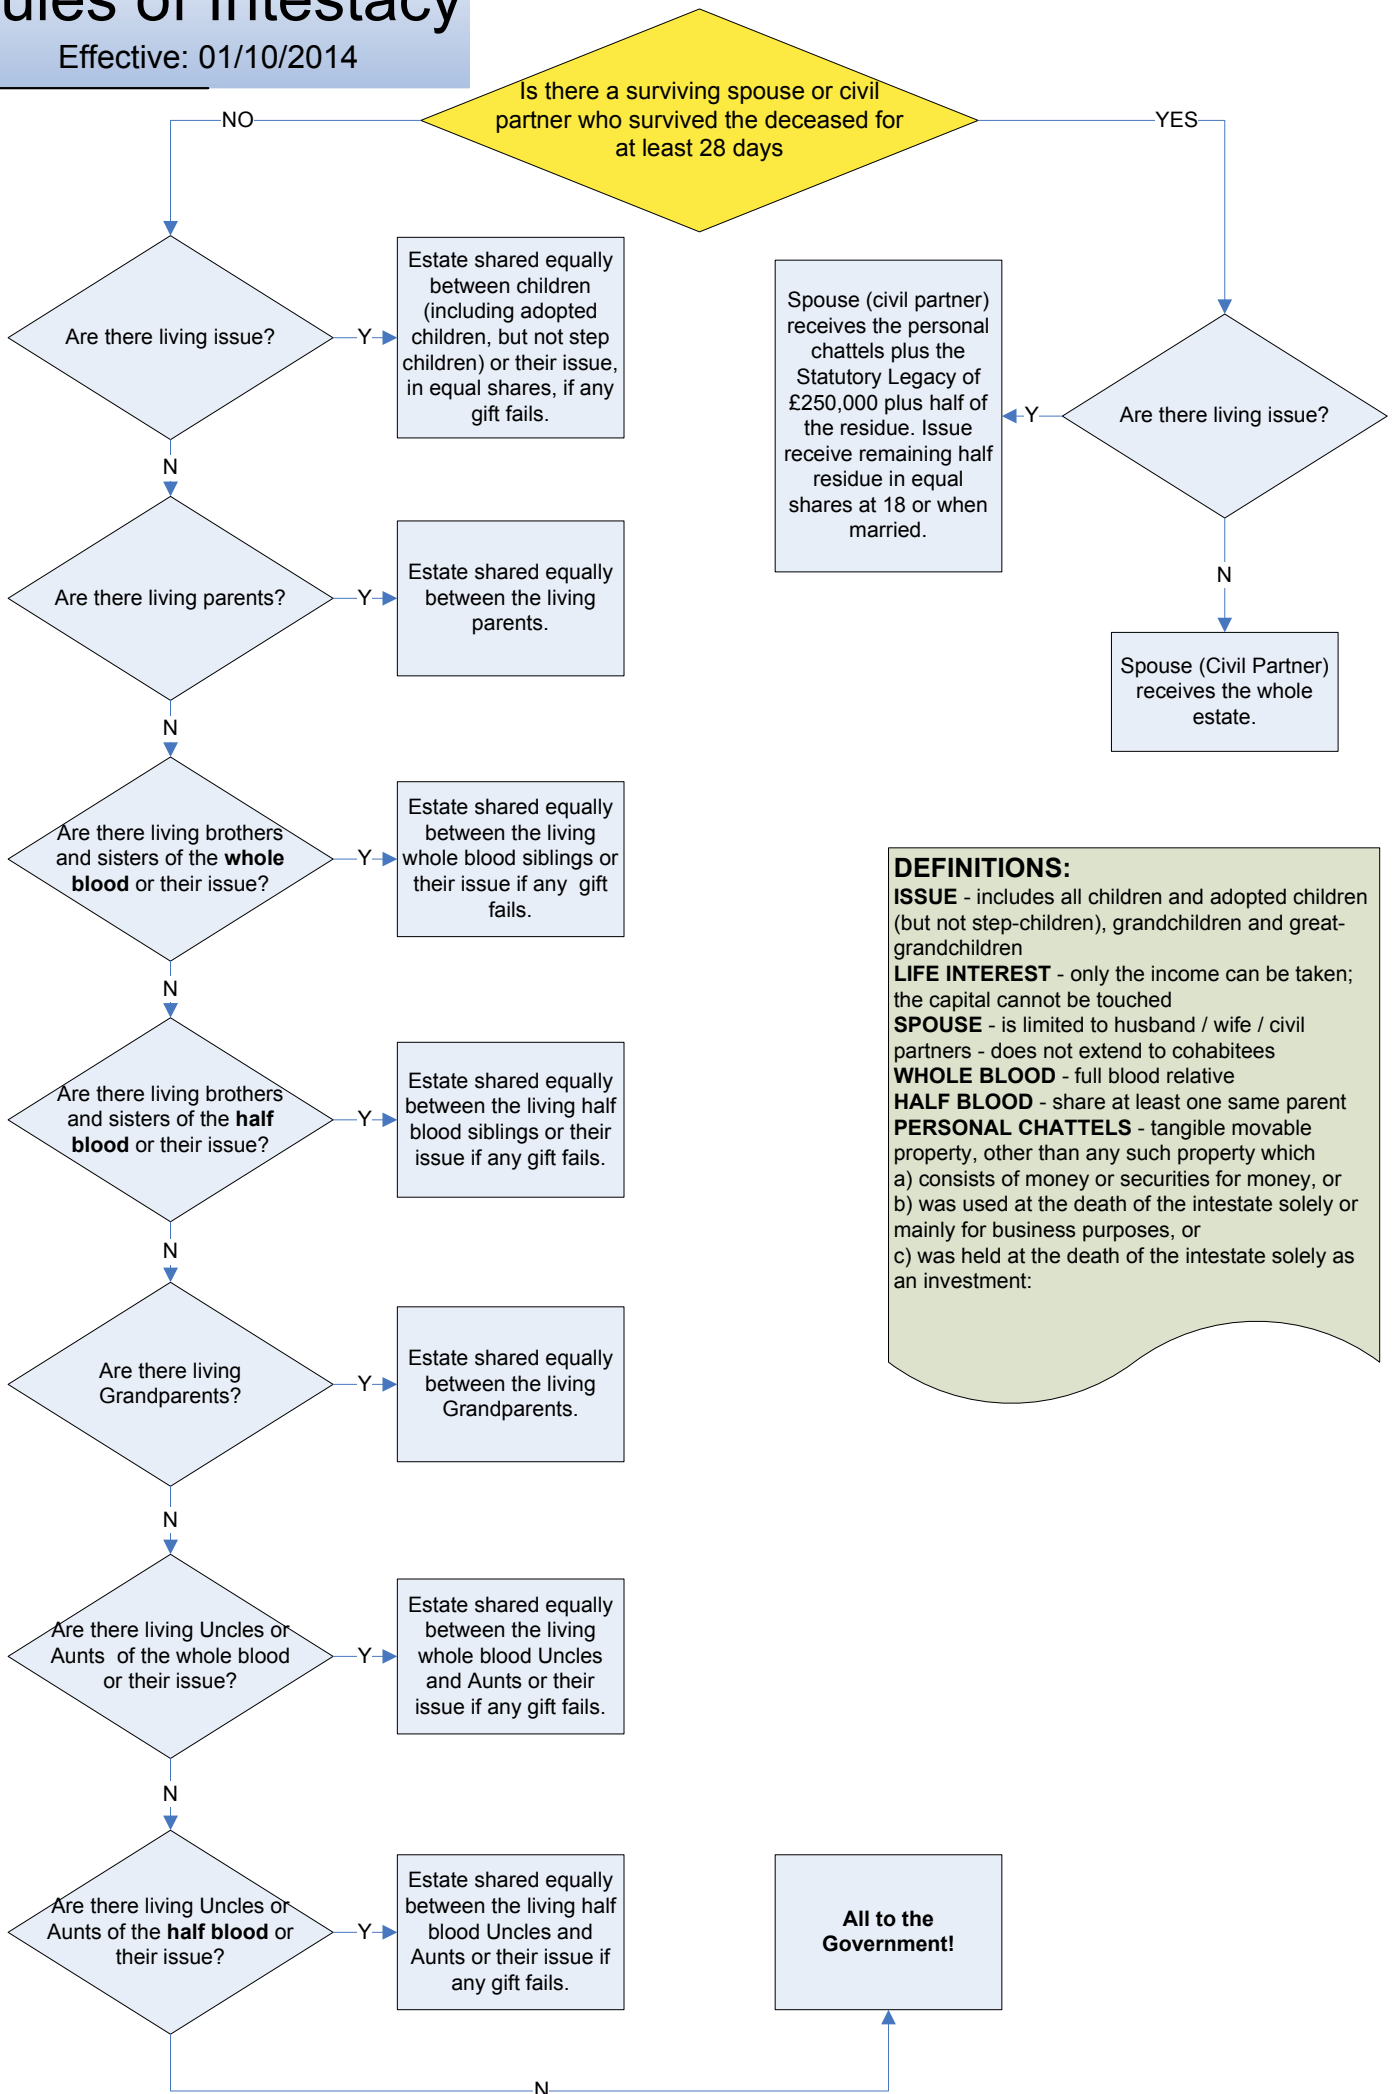 ules of Intestacy
Effective: 01/10/2014
Is there a surviving spouse or civil
partner who survived the deceased for
at least 28 days
NO
YES
Are there living issue?
Y
Estate shared equally
between children
(including adopted
children, but not step
children) or their issue,
in equal shares, if any
gift fails.
Spouse (civil partner)
receives the personal
chattels plus the
Statutory Legacy of
£250,000 plus half of
the residue. Issue
receive remaining half
residue in equal
shares at 18 or when
married.
Y
Are there living issue?
N
N
Spouse (Civil Partner)
receives the whole
estate.
Are there living parents?
Y
Estate shared equally
between the living
parents.
N
Are there living brothers
and sisters of the whole
blood or their issue?
Y
Estate shared equally
between the living
whole blood siblings or
their issue if any gift
fails.
N
DEFINITIONS:
ISSUE - includes all children and adopted children
(but not step-children), grandchildren and great-
grandchildren
LIFE INTEREST - only the income can be taken;
the capital cannot be touched
SPOUSE - is limited to husband / wife / civil
partners - does not extend to cohabitees
WHOLE BLOOD - full blood relative
HALF BLOOD - share at least one same parent
PERSONAL CHATTELS - tangible movable
property, other than any such property which
a) consists of money or securities for money, or
b) was used at the death of the intestate solely or
mainly for business purposes, or
c) was held at the death of the intestate solely as
an investment:
Are there living brothers
and sisters of the half
blood or their issue?
Y
Estate shared equally
between the living half
blood siblings or their
issue if any gift fails.
N
Are there living
Grandparents?
Y
Estate shared equally
between the living
Grandparents.
N
Are there living Uncles or
Aunts of the whole blood
or their issue?
Y
Estate shared equally
between the living
whole blood Uncles
and Aunts or their
issue if any gift fails.
N
Are there living Uncles or
Aunts of the half blood or
their issue?
Y
Estate shared equally
between the living half
blood Uncles and
Aunts or their issue if
any gift fails.
All to the
Government!
N